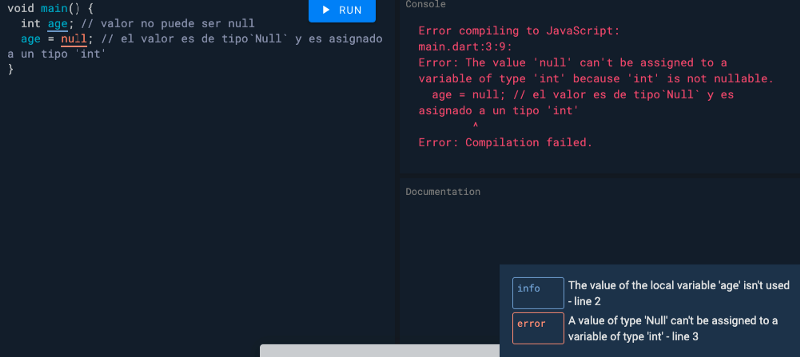 void main() {
int age; // valor no puede ser null
age = null; // el valor es de tipo`Null` y es asignado
a un tipo 'int'
}
RUN
Console
Error compiling to JavaScript:
main.dart:3:9:
Error: The value 'null' can't be assigned to a
variable of type 'int' because 'int' is not nullable.
age = null; // el valor es de tipo`Null` y es
asignado a un tipo 'int'
^
Error: Compilation failed.
Documentation
info
The value of the local variable 'age' isn't used
- line 2
error
A value of type 'Null' can't be assigned to a
variable of type 'int' - line 3